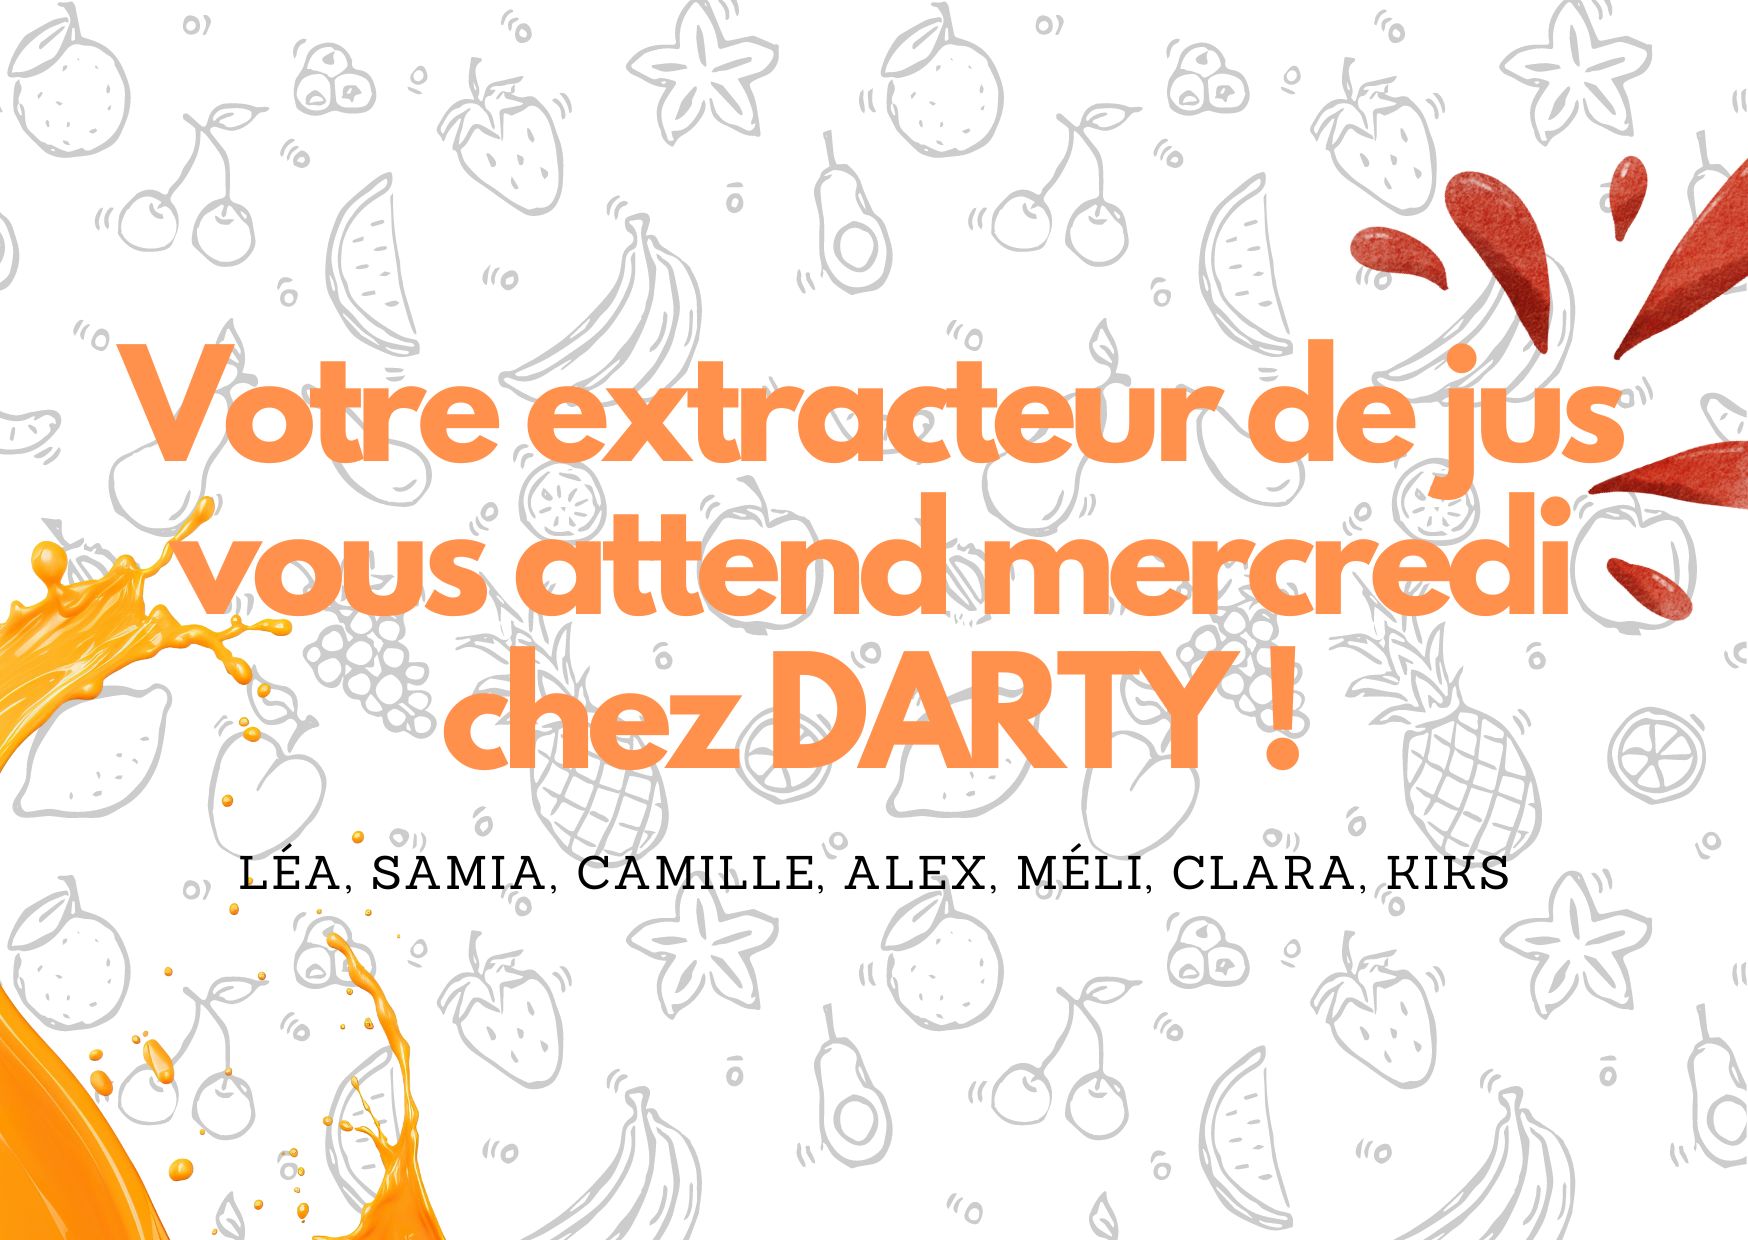 Votre extracteur de jus
vous attend mercredi
chez DARTY !
LÉA, SAMIA, CAMILLE, ALEX, MÉLI, CLARA, KIKS